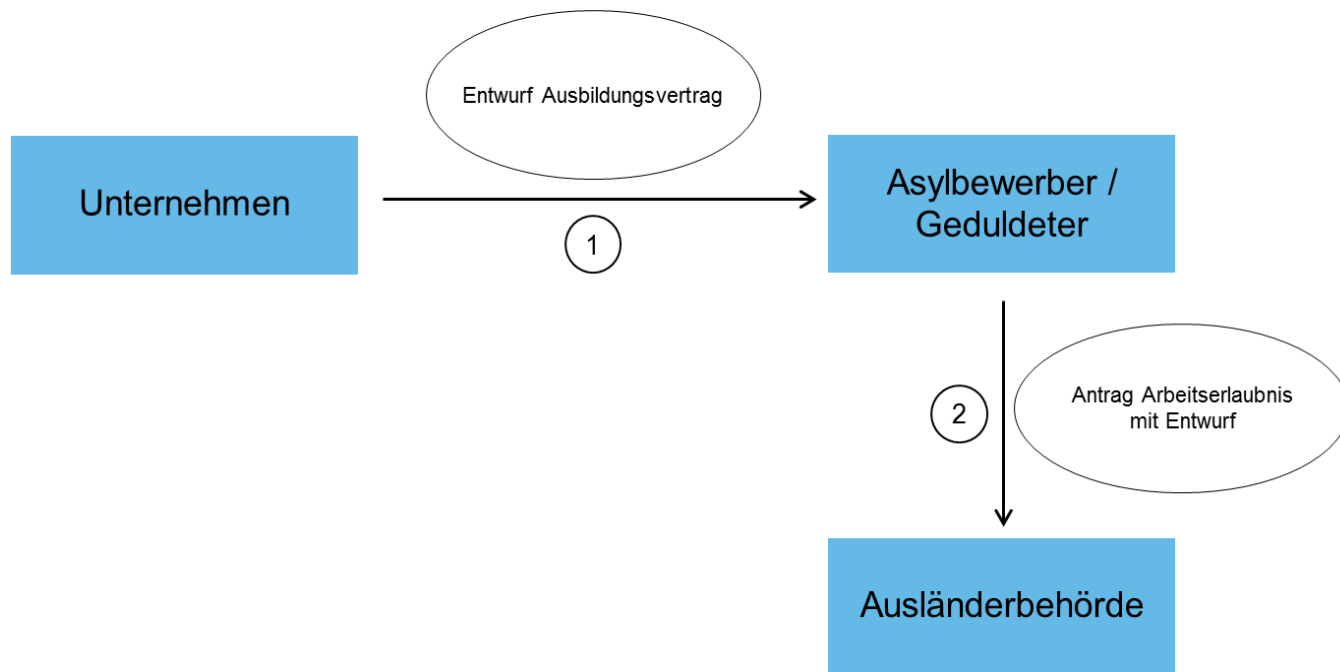 Entwurf Ausbildungsvertrag
Unternehmen
Asylbewerber /
Geduldeter
1
2
Antrag Arbeitserlaubnis
mit Entwurf
Ausländerbehörde